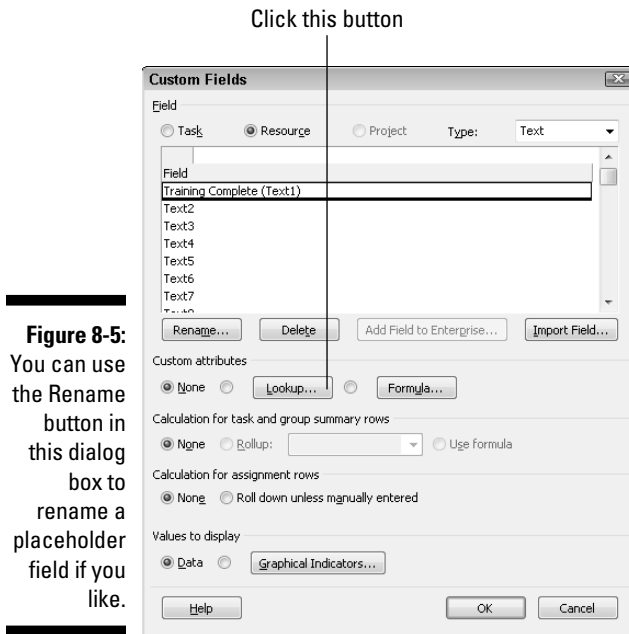 Click this button
Custom Fields
Field
Task Resource Project Type: Text
Field
Training Complete (Text1)
Text2
Text3
Text4
Text5
Text6
Text7
Rename... Delete Add Field to Enterprise... Import Field...
Custom attributes
None Lookup... Formula...
Calculation for task and group summary rows
None Rollup: Use formula
Calculation for assignment rows
None Roll down unless manually entered
Values to display
Data Graphical Indicators...
Help OK Cancel
Figure 8-5:
You can use
the Rename
button in
this dialog
box to
rename a
placeholder
field if you
like.